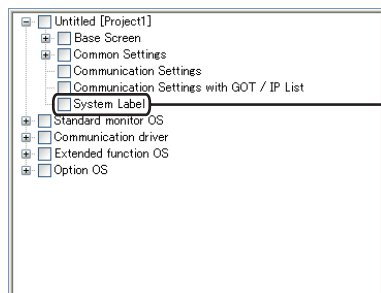 Untitled [Project1]
Base Screen
Common Settings
Communication Settings
Communication Settings with GOT / IP List
System Label
Standard monitor OS
Communication driver
Extended function OS
Option OS